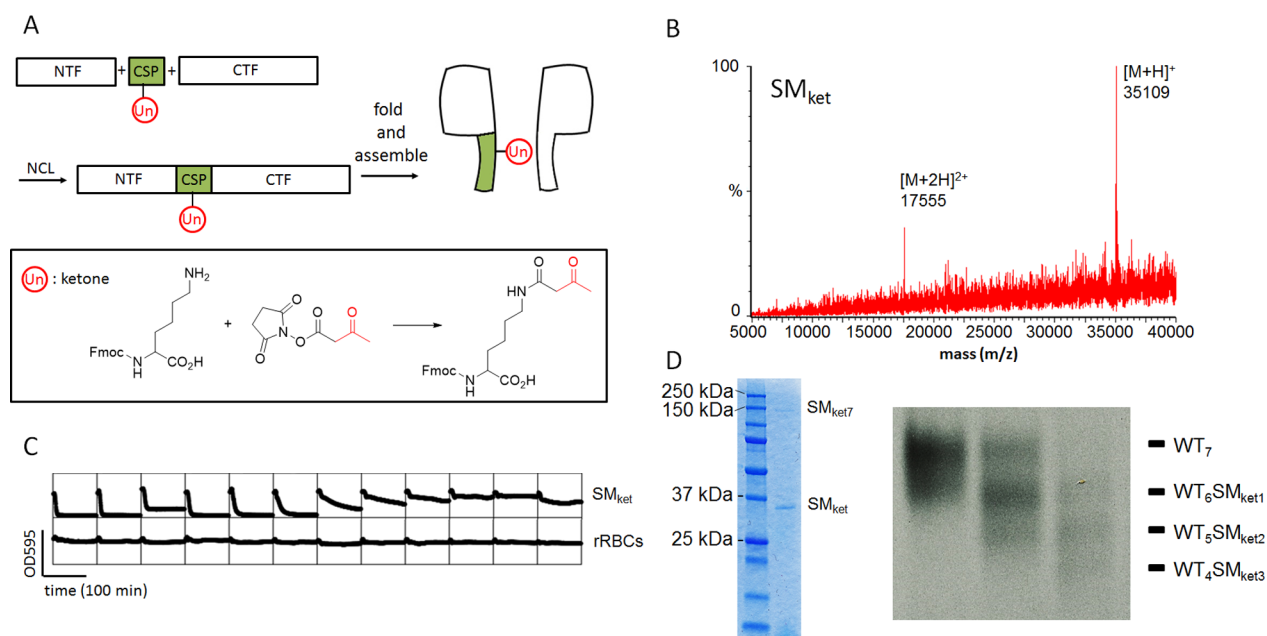 A
NTF + CSP + CTF
Un
NCL
NTF CSP CTF
Un
fold
and
assemble
Un
Un : ketone
NH2
Fmoc N H CO2H
+
O N O O O O
O O
HN
Fmoc N H CO2H
B
SMket
100
%
0
[M+H]+
35109
[M+2H]2+
17555
5000 10000 15000 20000 25000 30000 35000 40000
mass (m/z)
C
SMket
rRBCs
OD595
time (100 min)
D
250 kDa
150 kDa
37 kDa
25 kDa
SMket7
SMket
WT7
WT6SMket1
WT5SMket2
WT4SMket3